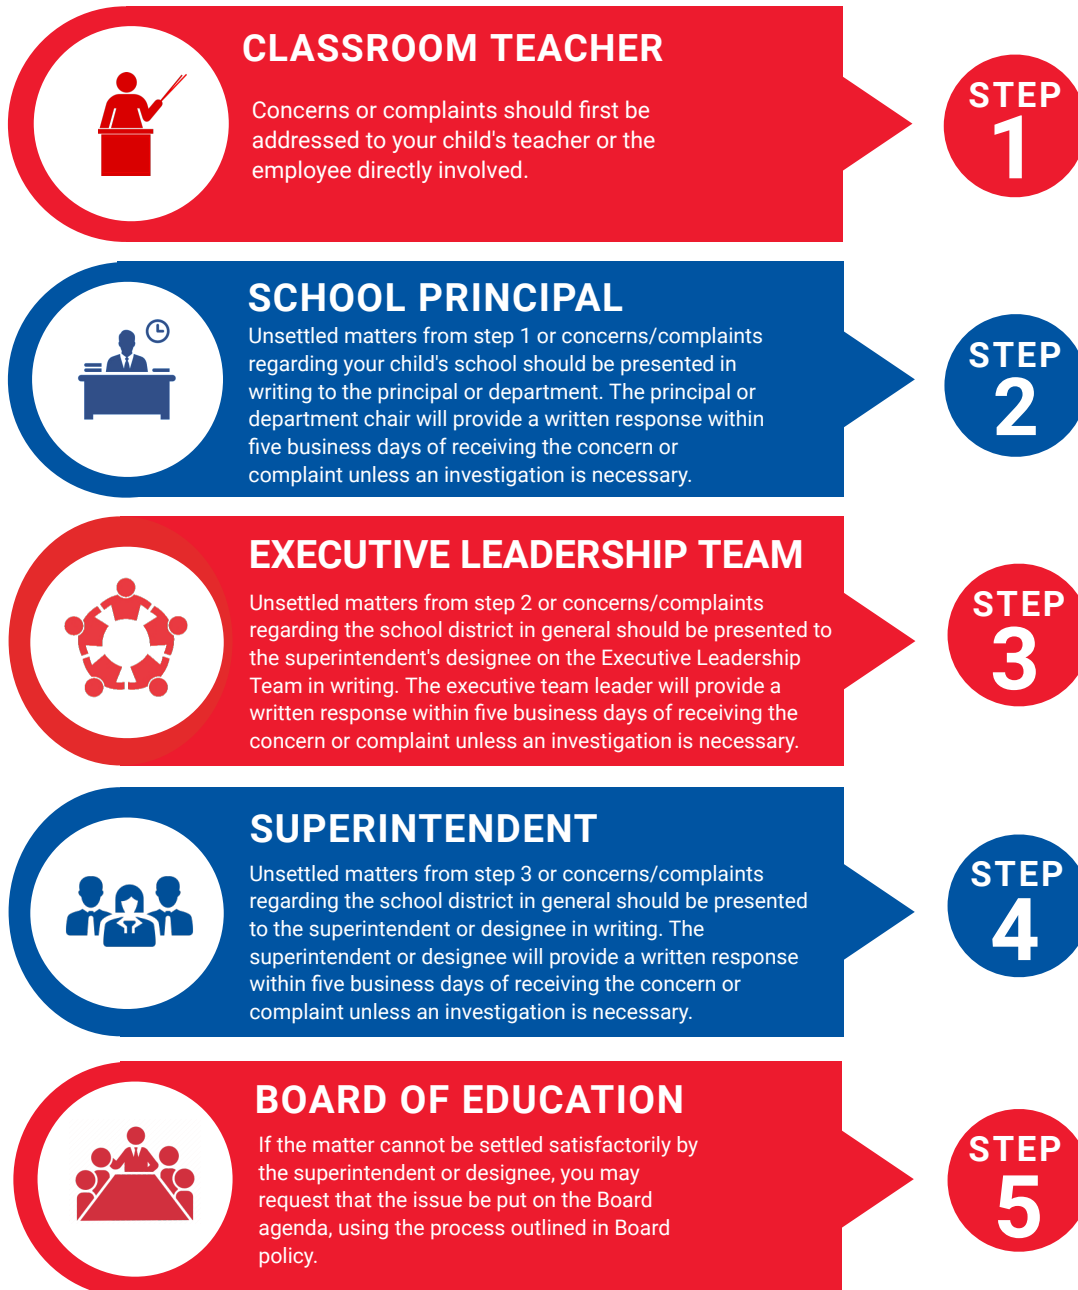 CLASSROOM TEACHER
Concerns or complaints should first be
addressed to your child's teacher or the
employee directly involved.
STEP
1
SCHOOL PRINCIPAL
Unsettled matters from step 1 or concerns/complaints
regarding your child's school should be presented in
writing to the principal or department. The principal or
department chair will provide a written response within
five business days of receiving the concern or
complaint unless an investigation is necessary.
STEP
2
EXECUTIVE LEADERSHIP TEAM
Unsettled matters from step 2 or concerns/complaints
regarding the school district in general should be presented to
the superintendent's designee on the Executive Leadership
Team in writing. The executive team leader will provide a
written response within five business days of receiving the
concern or complaint unless an investigation is necessary.
STEP
3
SUPERINTENDENT
Unsettled matters from step 3 or concerns/complaints
regarding the school district in general should be presented
to the superintendent or designee in writing. The
superintendent or designee will provide a written response
within five business days of receiving the concern or
complaint unless an investigation is necessary.
STEP
4
BOARD OF EDUCATION
If the matter cannot be settled satisfactorily by
the superintendent or designee, you may
request that the issue be put on the Board
agenda, using the process outlined in Board
policy.
STEP
5